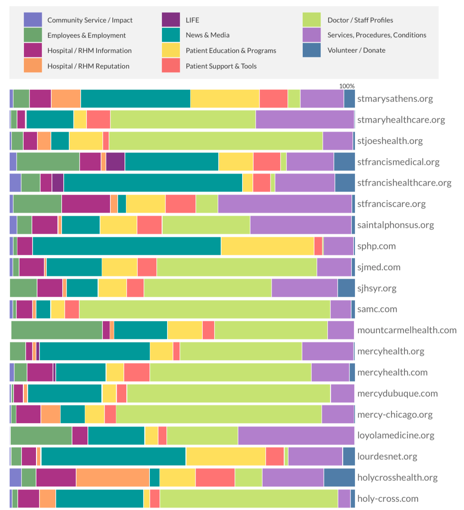 Community Service / Impact
LIFE
Doctor / Staff Profiles
Employees & Employment
News & Media
Services, Procedures, Conditions
Hospital / RHM Information
Patient Education & Programs
Volunteer / Donate
Hospital / RHM Reputation
Patient Support & Tools
100%
stmarysathens.org
stmaryhealthcare.org
stjoeshealth.org
stfrancismedical.org
stfrancishealthcare.org
stfranciscare.org
saintalphonsus.org
sphp.com
sjmed.com
sjhsyr.org
samc.com
mountcarmelhealth.com
mercyhealth.org
mercyhealth.com
mercydubuque.com
mercy-chicago.org
loyolamedicine.org
lourdesnet.org
holycrosshealth.org
holy-cross.com